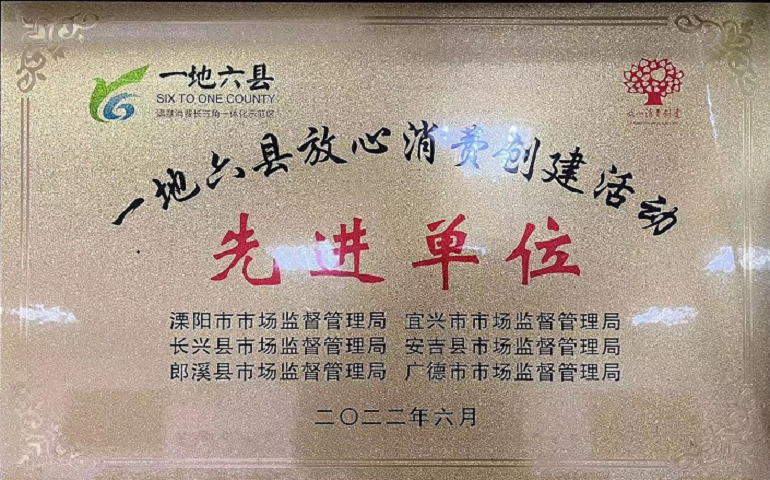 一地六县
SIX TO ONE COUNTY
一地六县放心消费创建活动
先进单位
溧阳市市场监督管理局 宜兴市市场监督管理局
长兴县市场监督管理局 安吉县市场监督管理局
郎溪县市场监督管理局 广德市市场监督管理局
二〇二二年六月